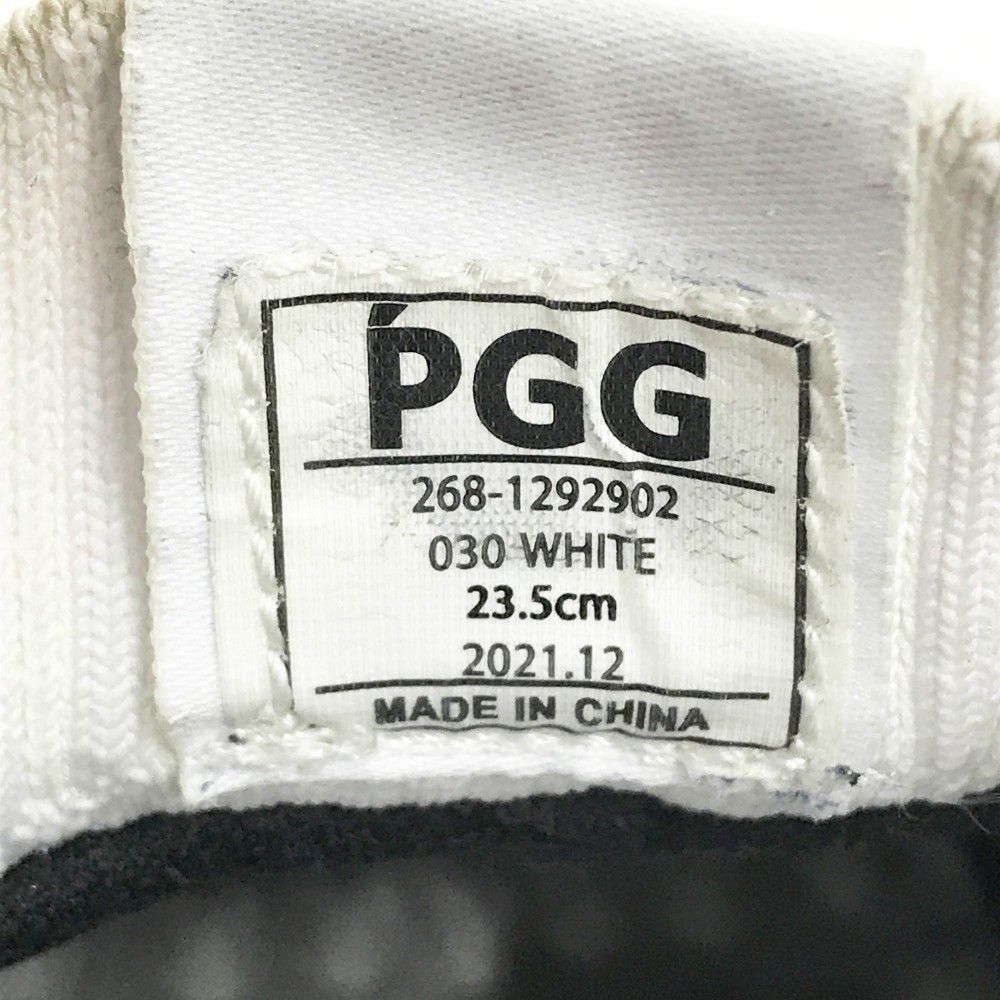 PGG
268-1292902
030 WHITE
23.5cm
2021.12
MADE IN CHINA